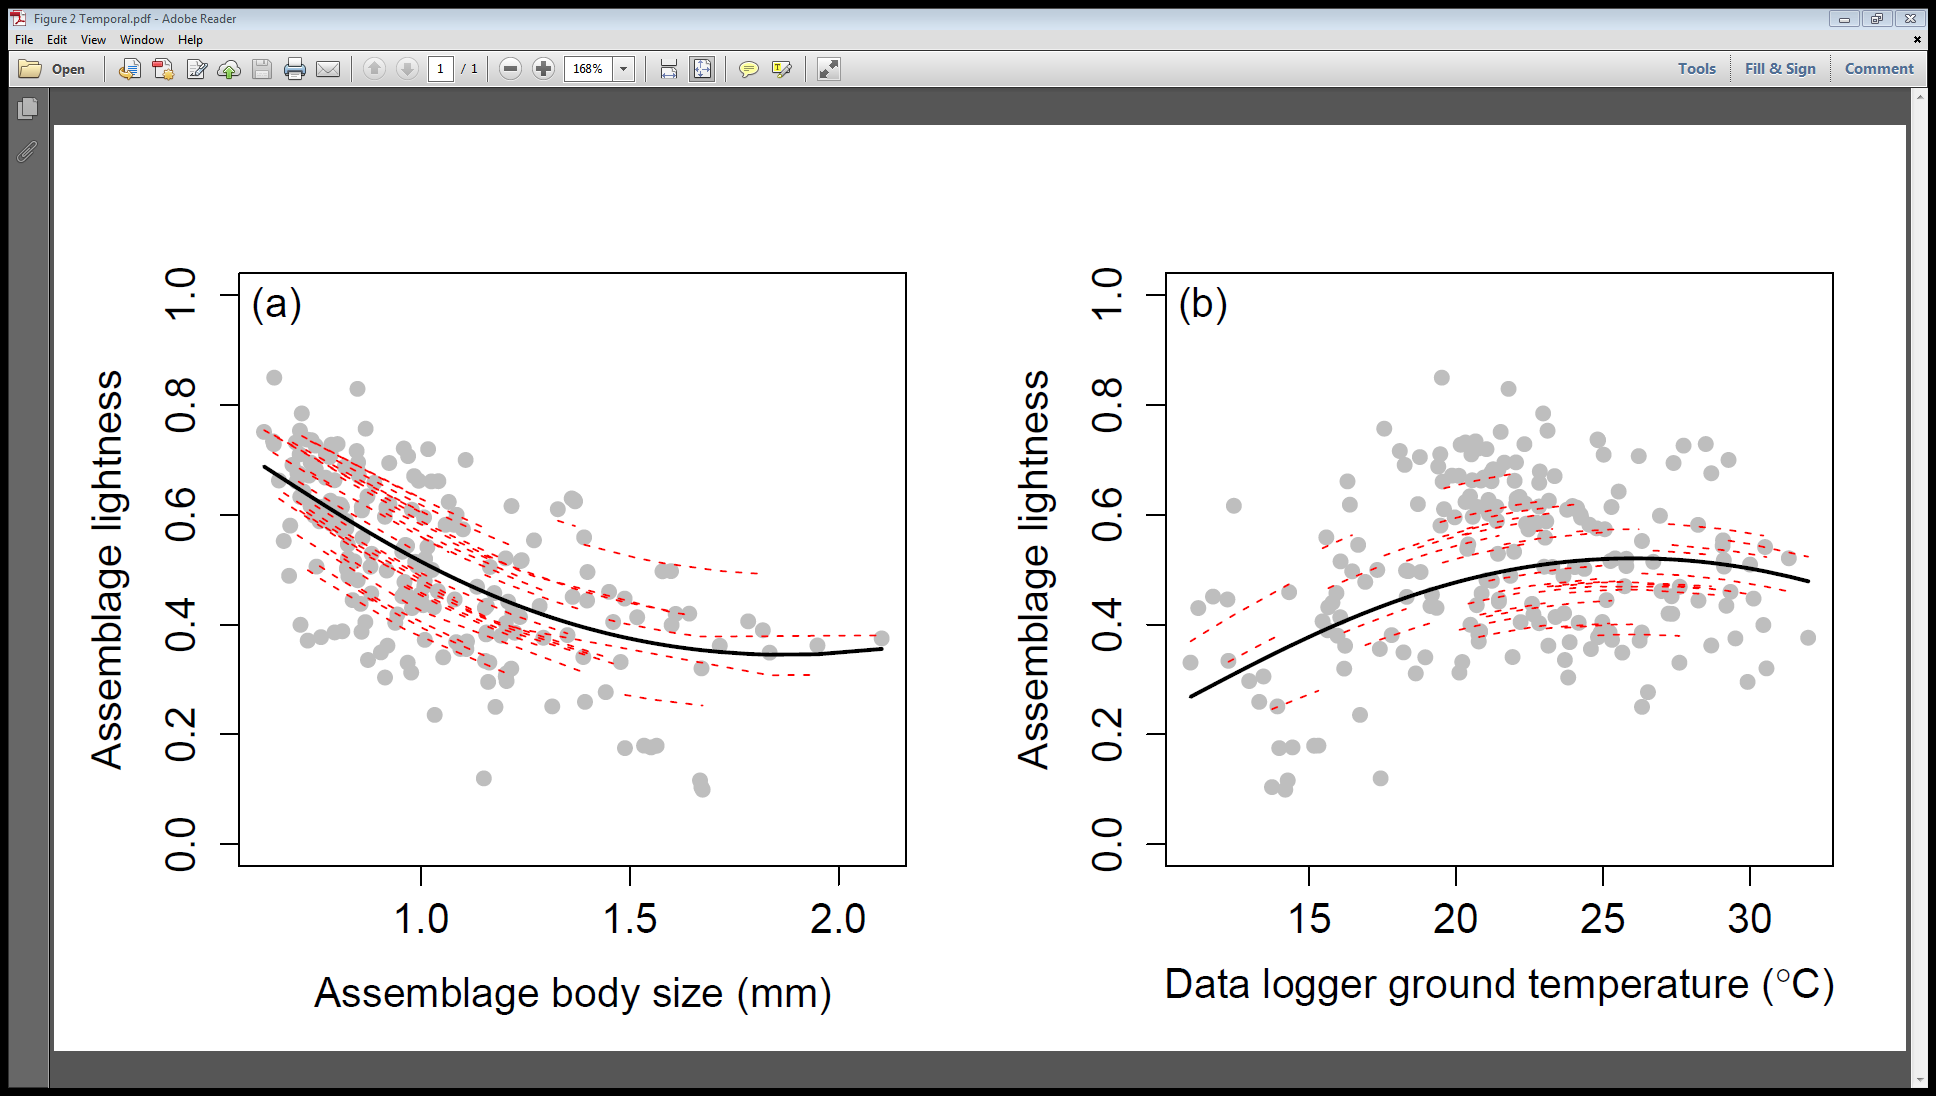 Figure 2 Temporal.pdf - Adobe Reader
File Edit View Window Help
Open 1 / 1 168% Tools Fill & Sign Comment
(a)
Assemblage lightness
1.0
0.8
0.6
0.4
0.2
0.0
1.0 1.5 2.0
Assemblage body size (mm)
(b)
Assemblage lightness
1.0
0.8
0.6
0.4
0.2
0.0
15 20 25 30
Data logger ground temperature (°C)